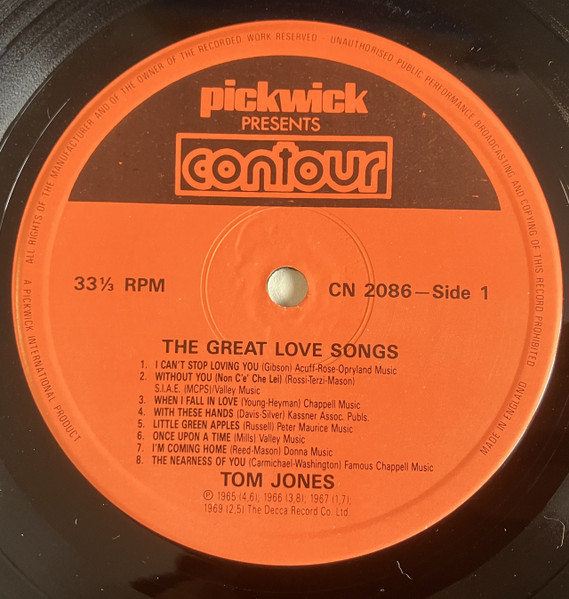 ALL RIGHTS OF THE MANUFACTURER AND OF THE OWNER OF THE RECORDED WORK RESERVED - UNAUTHORISED PUBLIC PERFORMANCE BROADCASTING AND COPYING OF THIS RECORD PROHIBITED
pickwick
PRESENTS
contour
33⅓ RPM
CN 2086—Side 1
THE GREAT LOVE SONGS
1. I CAN'T STOP LOVING YOU (Gibson) Acuff-Rose-Opryland Music
2. WITHOUT YOU (Non C'e' Che Lei) (Rossi-Terzi-Mason)
S.I.A.E. (MCPS)/Valley Music
3. WHEN I FALL IN LOVE (Young-Heyman) Chappell Music
4. WITH THESE HANDS (Davis-Silver) Kassner Assoc. Publs.
5. LITTLE GREEN APPLES (Russell) Peter Maurice Music
6. ONCE UPON A TIME (Mills) Valley Music
7. I'M COMING HOME (Reed-Mason) Donna Music
8. THE NEARNESS OF YOU (Carmichael-Washington) Famous Chappell Music
TOM JONES
℗ 1965 (4,6), 1966 (3,8), 1967 (1,7),
1969 (2,5) The Decca Record Co. Ltd.
A PICKWICK INTERNATIONAL PRODUCT
MADE IN ENGLAND